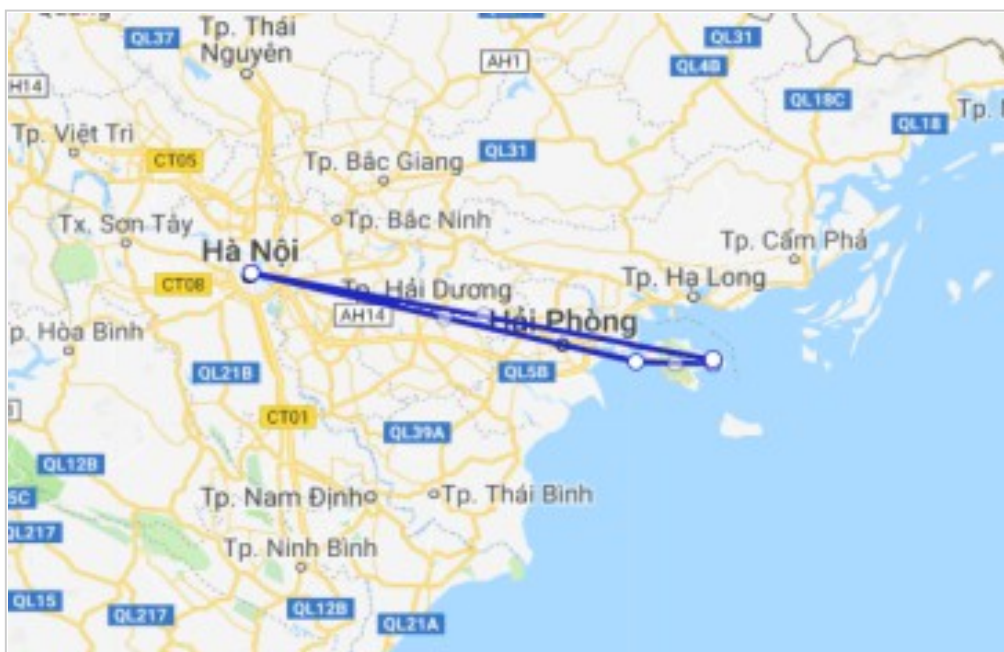 QL37
Tp. Thái
Nguyên
AH1
QL31
QL4B
QL18C
QL18
AH14
Tp. Việt Trì
CT05
Tp. Bắc Giang
QL31
Tx. Sơn Tây
Tp. Bắc Ninh
Hà Nội
CT08
Tp. Hải Dương
AH14
Tp. Cẩm Phả
Tp. Hạ Long
Hải Phòng
p. Hòa Bình
QL21B
QL5B
CT01
QL39A
QL12B
5C
QL217
Tp. Nam Định
Tp. Thái Bình
Tp. Ninh Bình
QL15
QL217
QL12B
QL21A